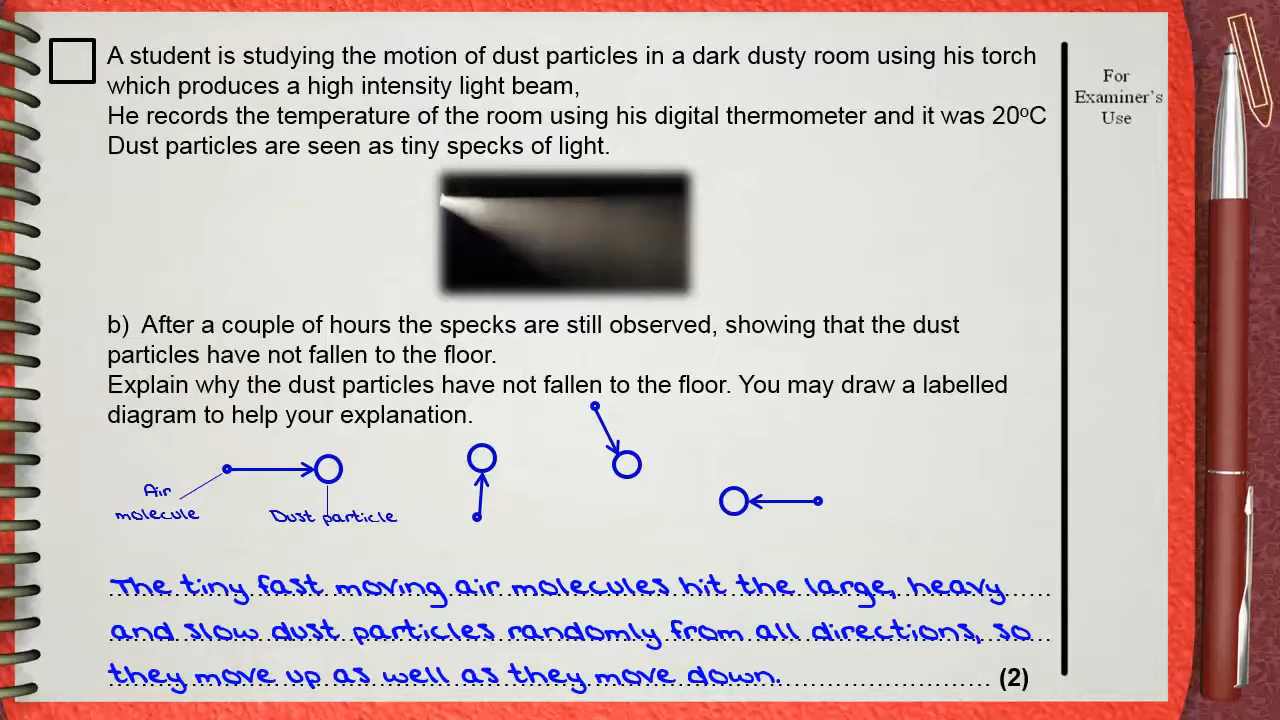 A student is studying the motion of dust particles in a dark dusty room using his torch
which produces a high intensity light beam,
He records the temperature of the room using his digital thermometer and it was 20°C
Dust particles are seen as tiny specks of light.
For
Examiner's
Use
b) After a couple of hours the specks are still observed, showing that the dust
particles have not fallen to the floor.
Explain why the dust particles have not fallen to the floor. You may draw a labelled
diagram to help your explanation.
Air
molecule
Dust particle
The tiny fast moving air molecules hit the large, heavy
and slow dust particles randomly from all directions, so
they move up as well as they move down.
(2)